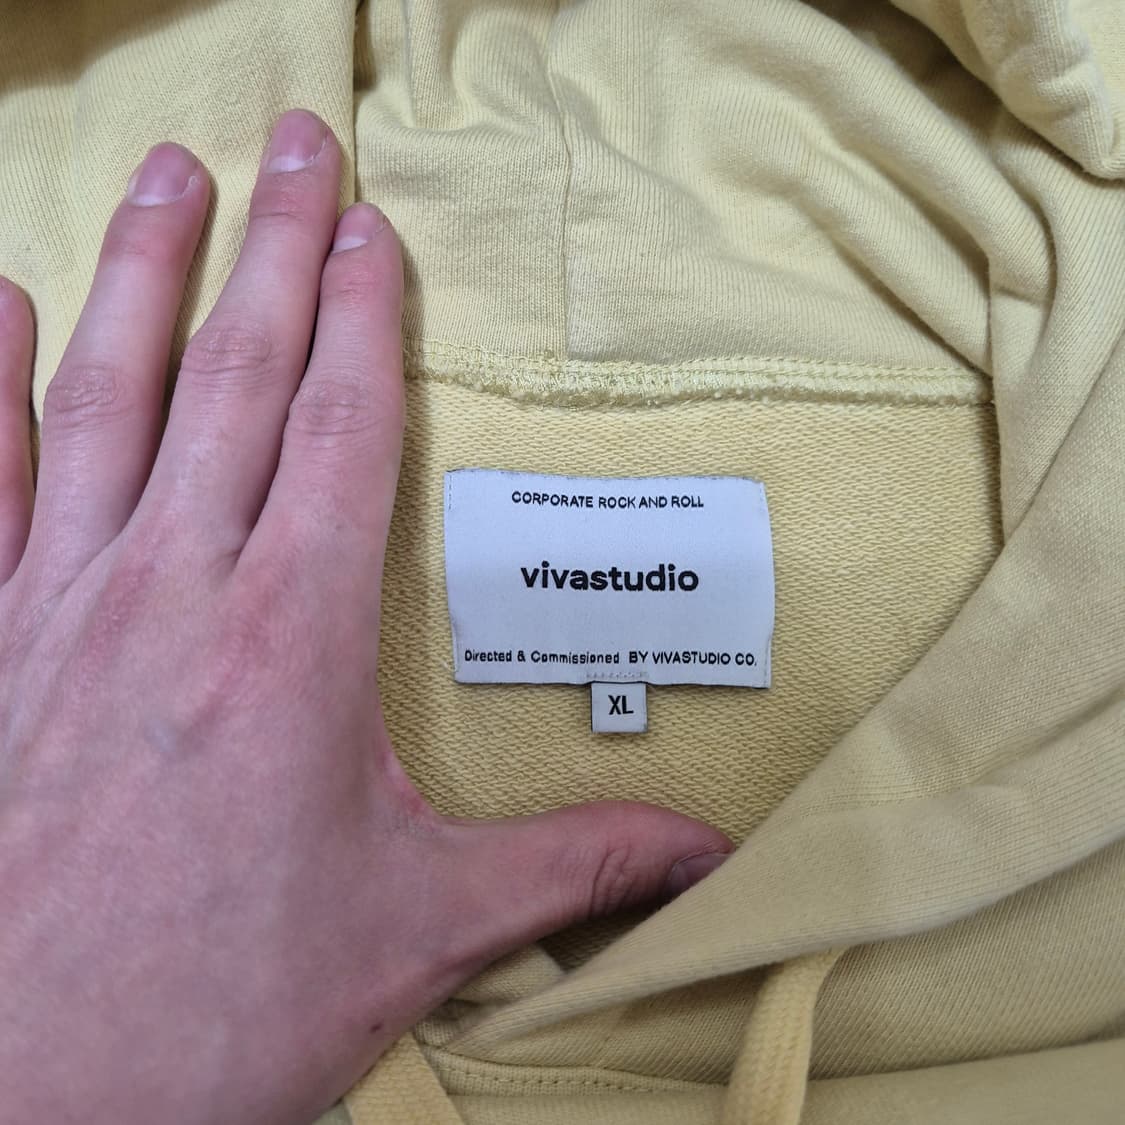 CORPORATE ROCK AND ROLL
vivastudio
Directed & Commissioned BY VIVASTUDIO CO.
XL